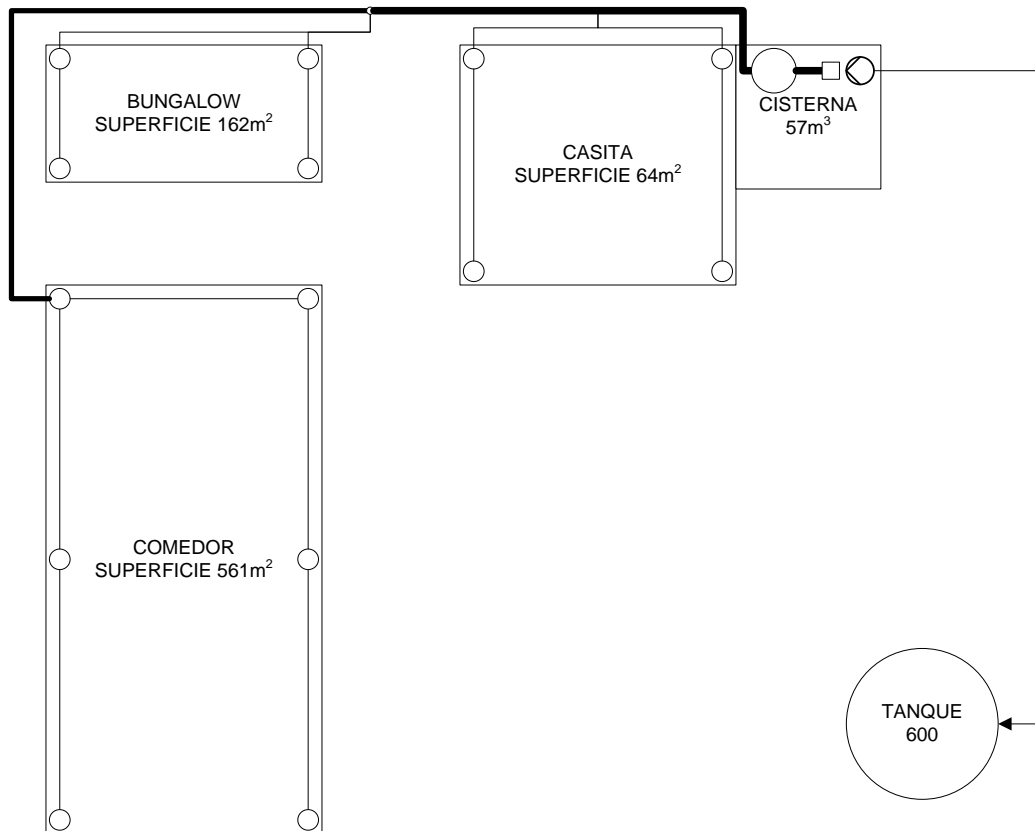 BUNGALOW
SUPERFICIE 162m²
CASITA
SUPERFICIE 64m²
CISTERNA
57m³
COMEDOR
SUPERFICIE 561m²
TANQUE
600